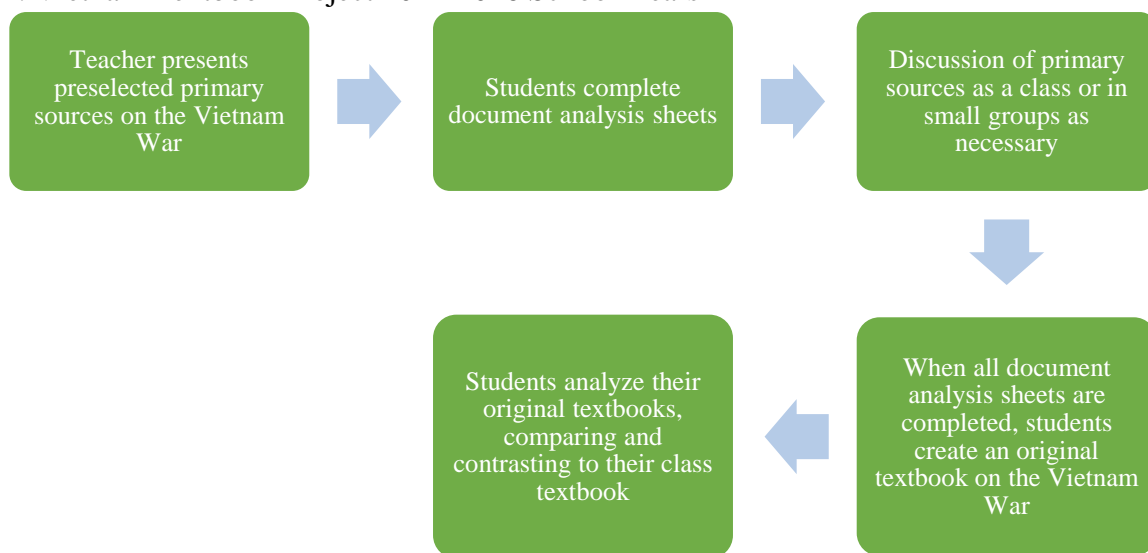 Teacher presents
preselected primary
sources on the Vietnam
War
Students complete
document analysis sheets
Discussion of primary
sources as a class or in
small groups as
necessary
When all document
analysis sheets are
completed, students
create an original
textbook on the Vietnam
War
Students analyze their
original textbooks,
comparing and
contrasting to their class
textbook